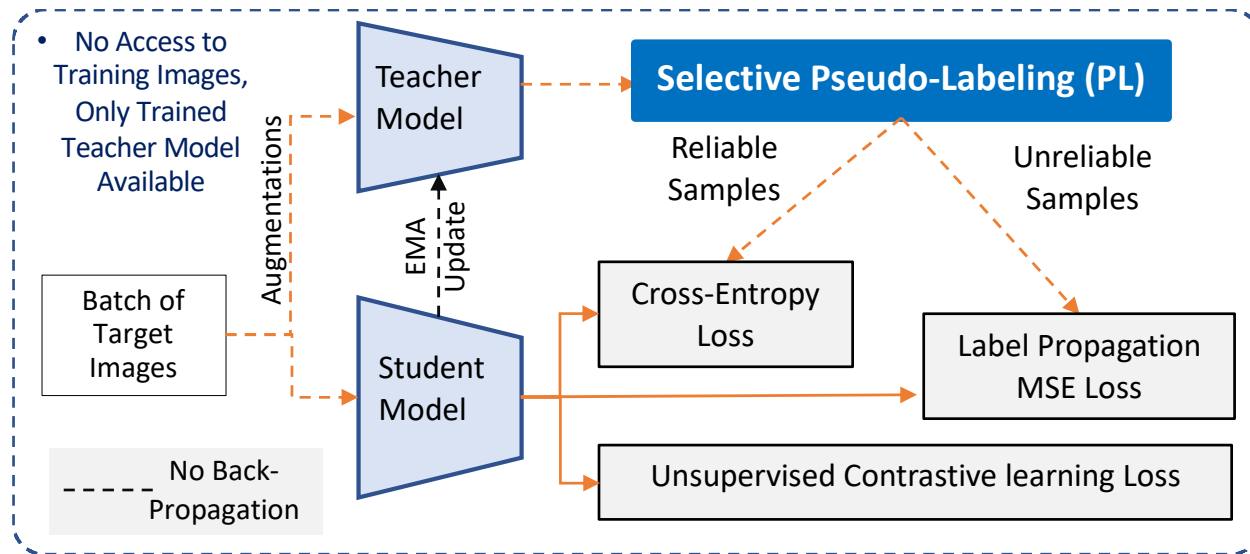 • No Access to
Training Images,
Only Trained
Teacher Model
Available
Augmentations
Teacher
Model
Selective Pseudo-Labeling (PL)
Reliable
Samples
Unreliable
Samples
EMA
Update
Batch of
Target
Images
Student
Model
Cross-Entropy
Loss
Label Propagation
MSE Loss
Unsupervised Contrastive learning Loss
No Back-
Propagation